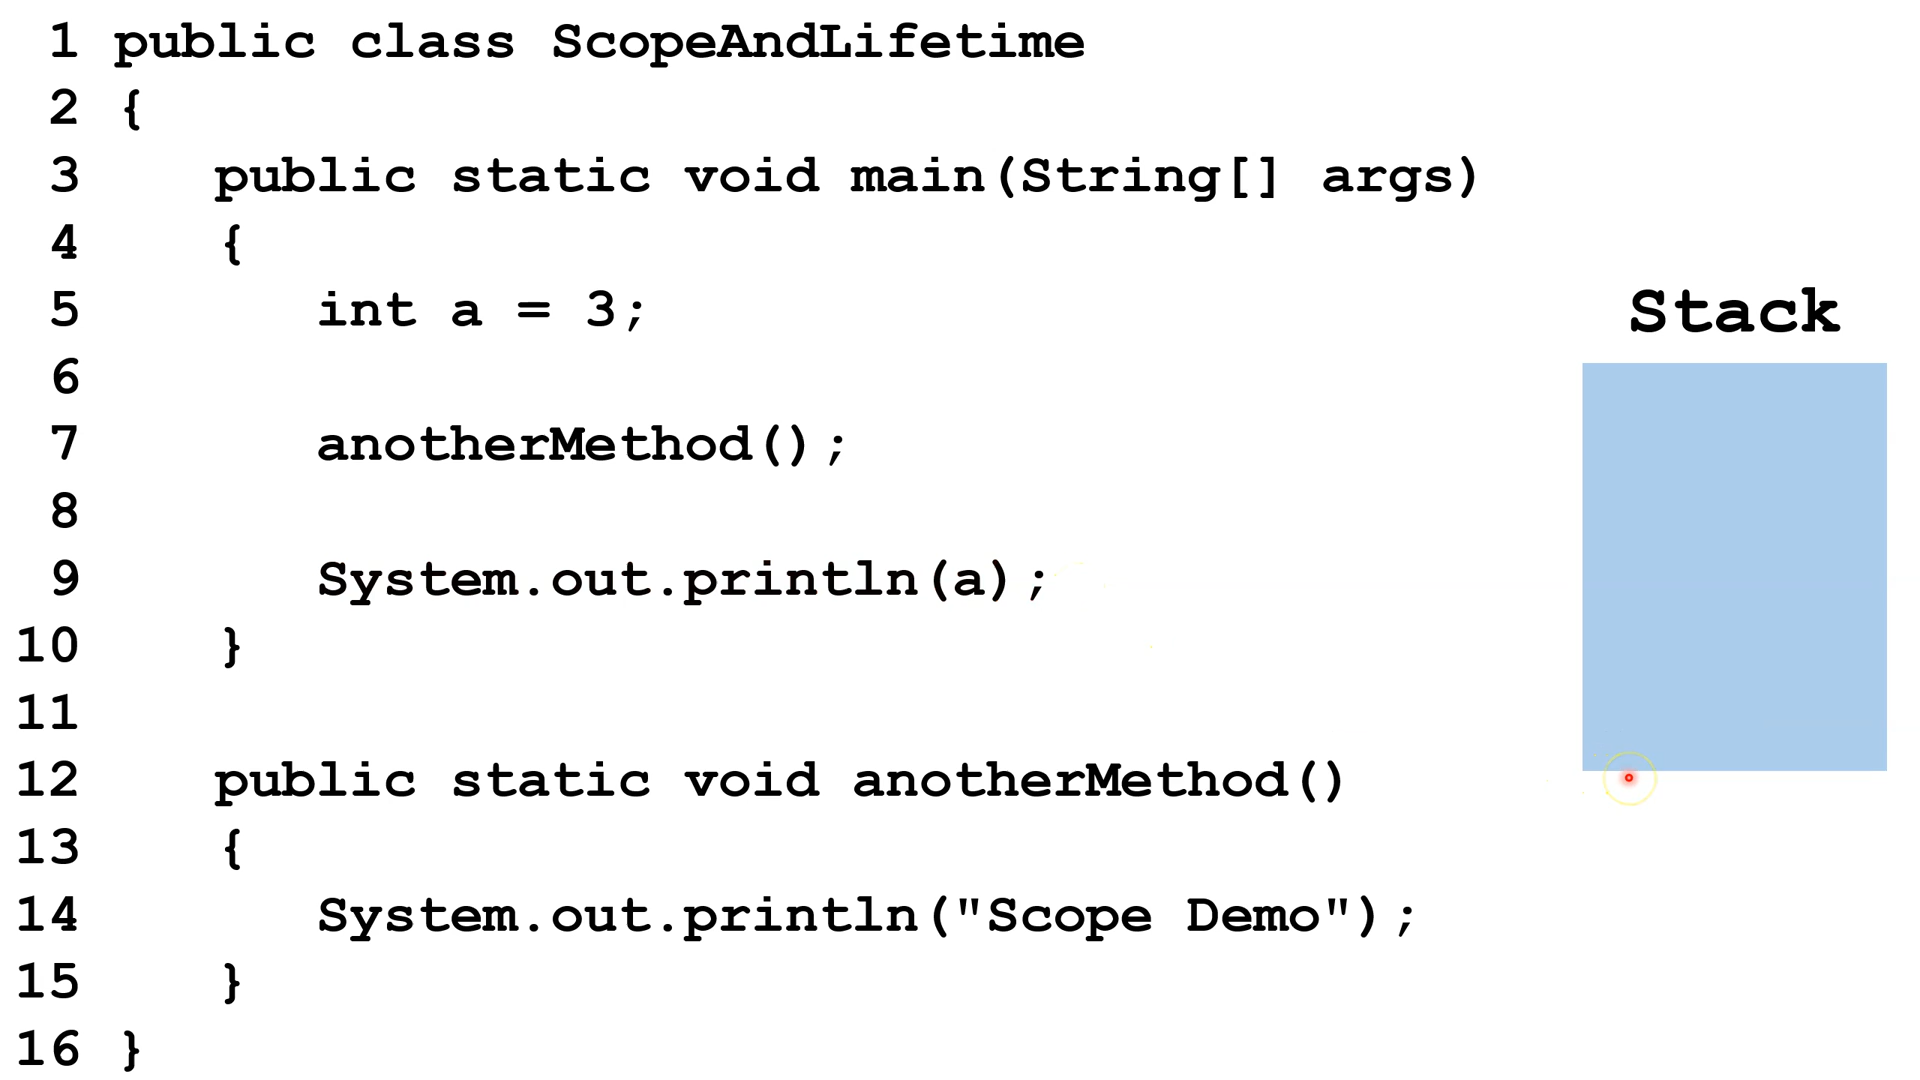 1 public class ScopeAndLifetime
2 {
3 public static void main(String[] args)
4 {
5 int a = 3;
6
7 anotherMethod();
8
9 System.out.println(a);
10 }
11
12 public static void anotherMethod()
13 {
14 System.out.println("Scope Demo");
15 }
16 }
Stack